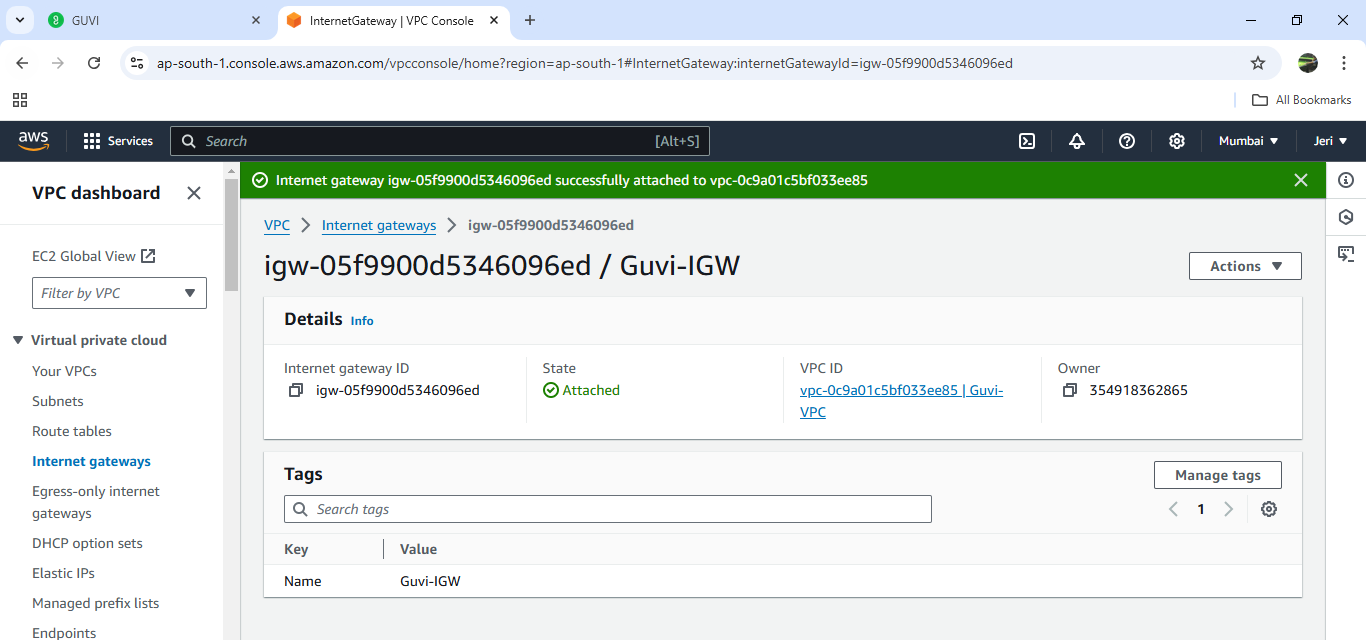 GUVI
InternetGateway | VPC Console
ap-south-1.console.aws.amazon.com/vpcconsole/home?region=ap-south-1#InternetGateway:internetGatewayId=igw-05f9900d5346096ed
All Bookmarks
aws Services Search [Alt+S] Mumbai Jeri
VPC dashboard
EC2 Global View
Filter by VPC
Virtual private cloud
Your VPCs
Subnets
Route tables
Internet gateways
Egress-only internet
gateways
DHCP option sets
Elastic IPs
Managed prefix lists
Endpoints
Internet gateway igw-05f9900d5346096ed successfully attached to vpc-0c9a01c5bf033ee85
VPC Internet gateways igw-05f9900d5346096ed
igw-05f9900d5346096ed / Guvi-IGW
Actions
Details Info
Internet gateway ID
igw-05f9900d5346096ed
State
Attached
VPC ID
vpc-0c9a01c5bf033ee85 | Guvi-
VPC
Owner
354918362865
Tags
Manage tags
Search tags
1
Key Value
Name Guvi-IGW